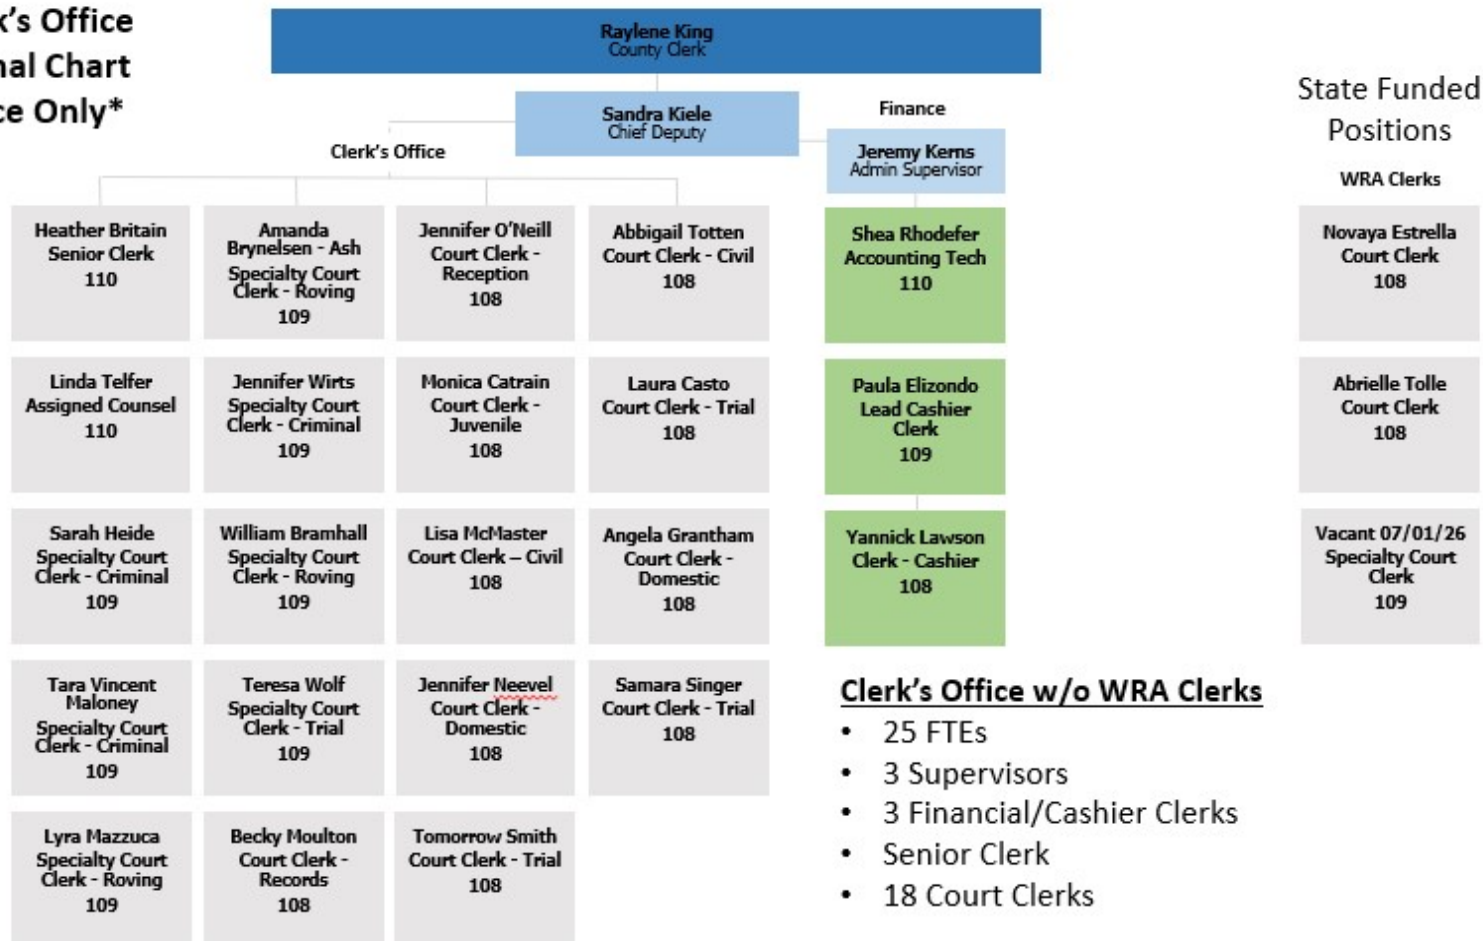 k's Office
nal Chart
ce Only*
Raylene King
County Clerk
Sandra Kiele
Chief Deputy
Finance
Jeremy Kerns
Admin Supervisor
State Funded
Positions
WRA Clerks
Clerk's Office
Heather Britain
Senior Clerk
110
Amanda
Brynelsen - Ash
Specialty Court
Clerk - Roving
109
Jennifer O'Neill
Court Clerk -
Reception
108
Abbigail Totten
Court Clerk - Civil
108
Shea Rhodefer
Accounting Tech
110
Novaya Estrella
Court Clerk
108
Linda Telfer
Assigned Counsel
110
Jennifer Wirts
Specialty Court
Clerk - Criminal
109
Monica Catrain
Court Clerk -
Juvenile
108
Laura Casto
Court Clerk - Trial
108
Paula Elizondo
Lead Cashier
Clerk
109
Abrielle Tolle
Court Clerk
108
Sarah Heide
Specialty Court
Clerk - Criminal
109
William Bramhall
Specialty Court
Clerk - Roving
109
Lisa McMaster
Court Clerk – Civil
108
Angela Grantham
Court Clerk -
Domestic
108
Yannick Lawson
Clerk - Cashier
108
Vacant 07/01/26
Specialty Court
Clerk
109
Tara Vincent
Maloney
Specialty Court
Clerk - Criminal
109
Teresa Wolf
Specialty Court
Clerk - Trial
109
Jennifer Neevel
Court Clerk -
Domestic
108
Samara Singer
Court Clerk - Trial
108
Lyra Mazzuca
Specialty Court
Clerk - Roving
109
Becky Moulton
Court Clerk -
Records
108
Tomorrow Smith
Court Clerk - Trial
108
Clerk's Office w/o WRA Clerks
• 25 FTEs
• 3 Supervisors
• 3 Financial/Cashier Clerks
• Senior Clerk
• 18 Court Clerks